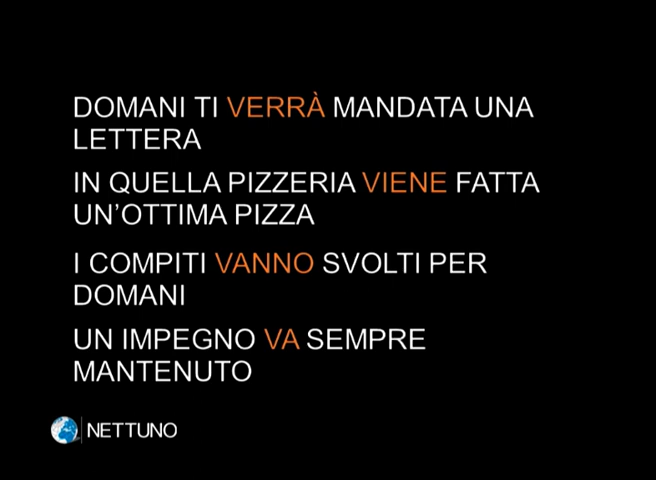 DOMANI TI VERRÀ MANDATA UNA
LETTERA
IN QUELLA PIZZERIA VIENE FATTA
UN'OTTIMA PIZZA
I COMPITI VANNO SVOLTI PER
DOMANI
UN IMPEGNO VA SEMPRE
MANTENUTO
NETTUNO